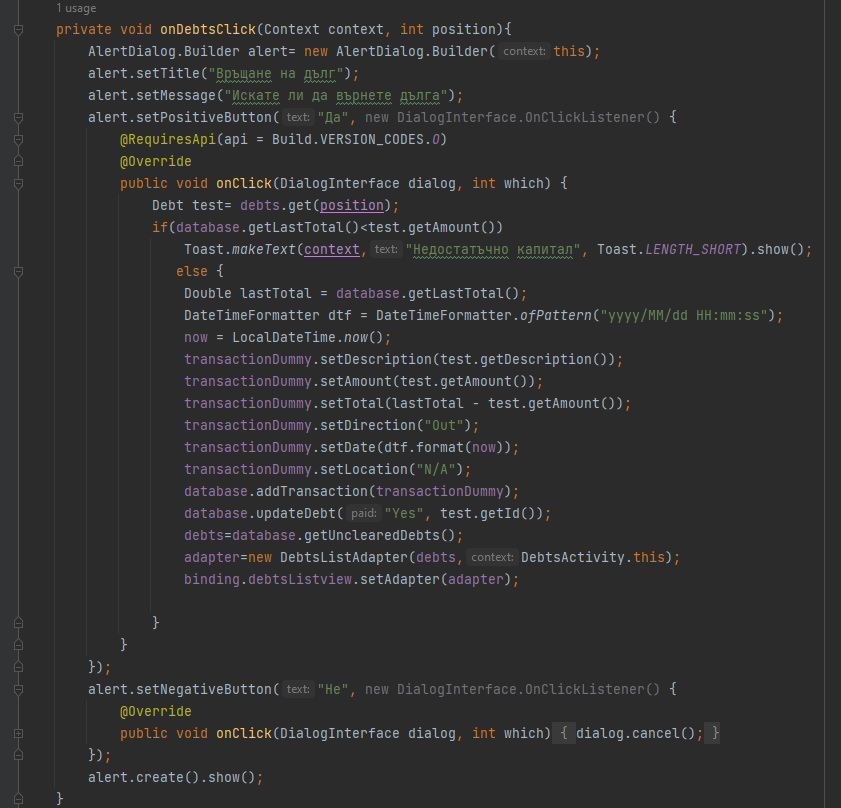 1 usage
private void onDebtsClick(Context context, int position){
    AlertDialog.Builder alert= new AlertDialog.Builder( context: this);
    alert.setTitle("Връщане на дълг");
    alert.setMessage("Искате ли да върнете дълга");
    alert.setPositiveButton( text: "Да", new DialogInterface.OnClickListener() {
        @RequiresApi(api = Build.VERSION_CODES.O)
        @Override
        public void onClick(DialogInterface dialog, int which) {
            Debt test= debts.get(position);
            if(database.getLastTotal()<test.getAmount())
                Toast.makeText(context, text: "Недостатъчно капитал", Toast.LENGTH_SHORT).show();
               else {
                Double lastTotal = database.getLastTotal();
                DateTimeFormatter dtf = DateTimeFormatter.ofPattern("yyyy/MM/dd HH:mm:ss");
                now = LocalDateTime.now();
                transactionDummy.setDescription(test.getDescription());
                transactionDummy.setAmount(test.getAmount());
                transactionDummy.setTotal(lastTotal - test.getAmount());
                transactionDummy.setDirection("Out");
                transactionDummy.setDate(dtf.format(now));
                transactionDummy.setLocation("N/A");
                database.addTransaction(transactionDummy);
                database.updateDebt( paid: "Yes", test.getId());
                debts=database.getUnclearedDebts();
                adapter=new DebtsListAdapter(debts, context: DebtsActivity.this);
                binding.debtsListview.setAdapter(adapter);
            }
        }
    });
    alert.setNegativeButton( text: "Не", new DialogInterface.OnClickListener() {
        @Override
        public void onClick(DialogInterface dialog, int which) { dialog.cancel(); }
    });
    alert.create().show();
}